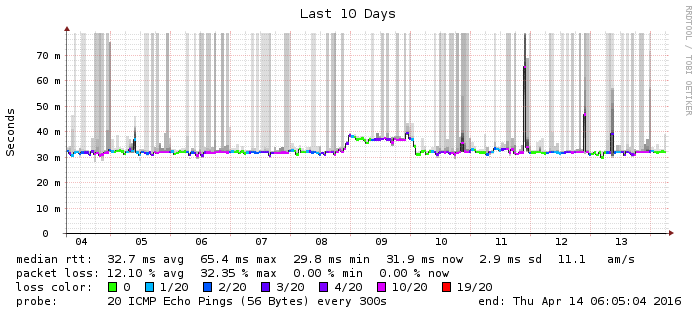 Last 10 Days
RRDTOOL / TOBI OETIKER
Seconds
70 m
60 m
50 m
40 m
30 m
20 m
10 m
0
04 05 06 07 08 09 10 11 12 13
median rtt: 32.7 ms avg 65.4 ms max 29.8 ms min 31.9 ms now 2.9 ms sd 11.1 am/s
packet loss: 12.10 % avg 32.35 % max 0.00 % min 0.00 % now
loss color: 0 1/20 2/20 3/20 4/20 10/20 19/20
probe: 20 ICMP Echo Pings (56 Bytes) every 300s end: Thu Apr 14 06:05:04 2016